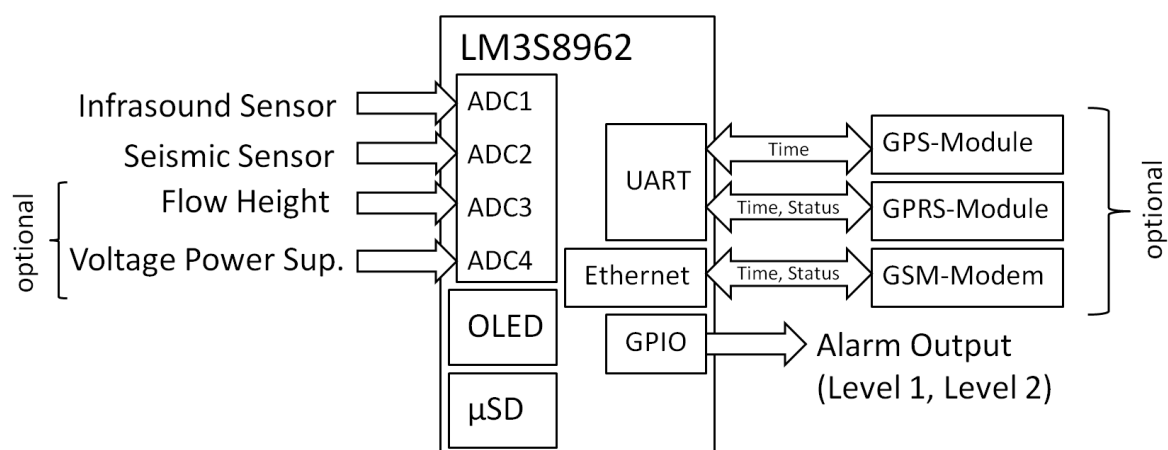 LM3S8962
Infrasound Sensor
ADC1
Seismic Sensor
ADC2
Flow Height
ADC3
Voltage Power Sup.
ADC4
optional
OLED
µSD
UART
Ethernet
GPIO
Time
GPS-Module
Time, Status
GPRS-Module
Time, Status
GSM-Modem
optional
Alarm Output
(Level 1, Level 2)